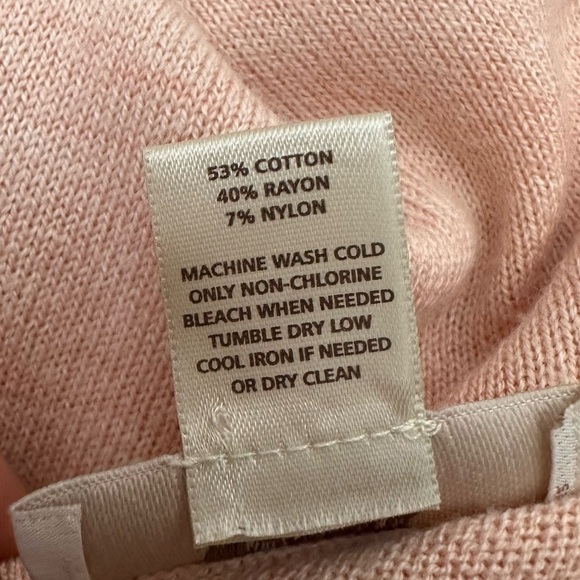 53% COTTON
40% RAYON
7% NYLON
MACHINE WASH COLD
ONLY NON-CHLORINE
BLEACH WHEN NEEDED
TUMBLE DRY LOW
COOL IRON IF NEEDED
OR DRY CLEAN